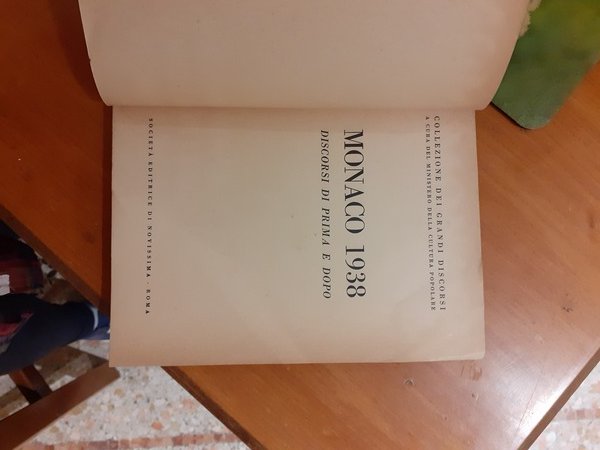 COLLEZIONE DEI GRANDI DISCORSI
A CURA DEL MINISTERO DELLA CULTURA POPOLARE
MONACO 1938
DISCORSI DI PRIMA E DOPO
SOCIETÀ EDITRICE DI NOVISSIMA - ROMA